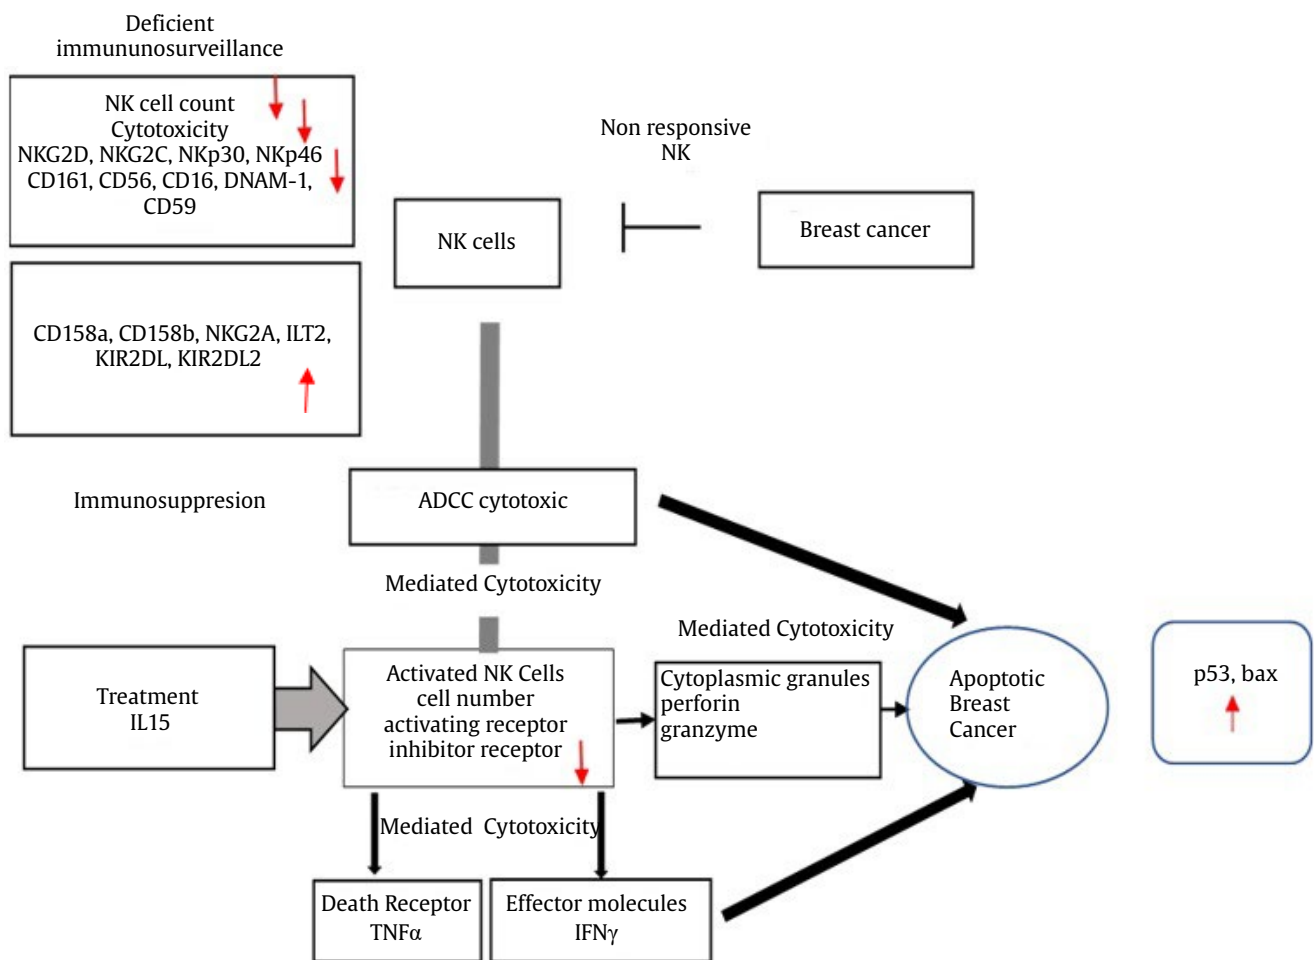 Deficient
immununosurveillance
NK cell count
Cytotoxicity
NKG2D, NKG2C, NKp30, NKp46
CD161, CD56, CD16, DNAM-1,
CD59
Non responsive
NK
NK cells
Breast cancer
CD158a, CD158b, NKG2A, ILT2,
KIR2DL, KIR2DL2
Immunosuppresion
ADCC cytotoxic
Mediated Cytotoxicity
Treatment
IL15
Activated NK Cells
cell number
activating receptor
inhibitor receptor
Mediated Cytotoxicity
Cytoplasmic granules
perforin
granzyme
Apoptotic
Breast
Cancer
p53, bax
Mediated Cytotoxicity
Death Receptor
TNFα
Effector molecules
IFNγ